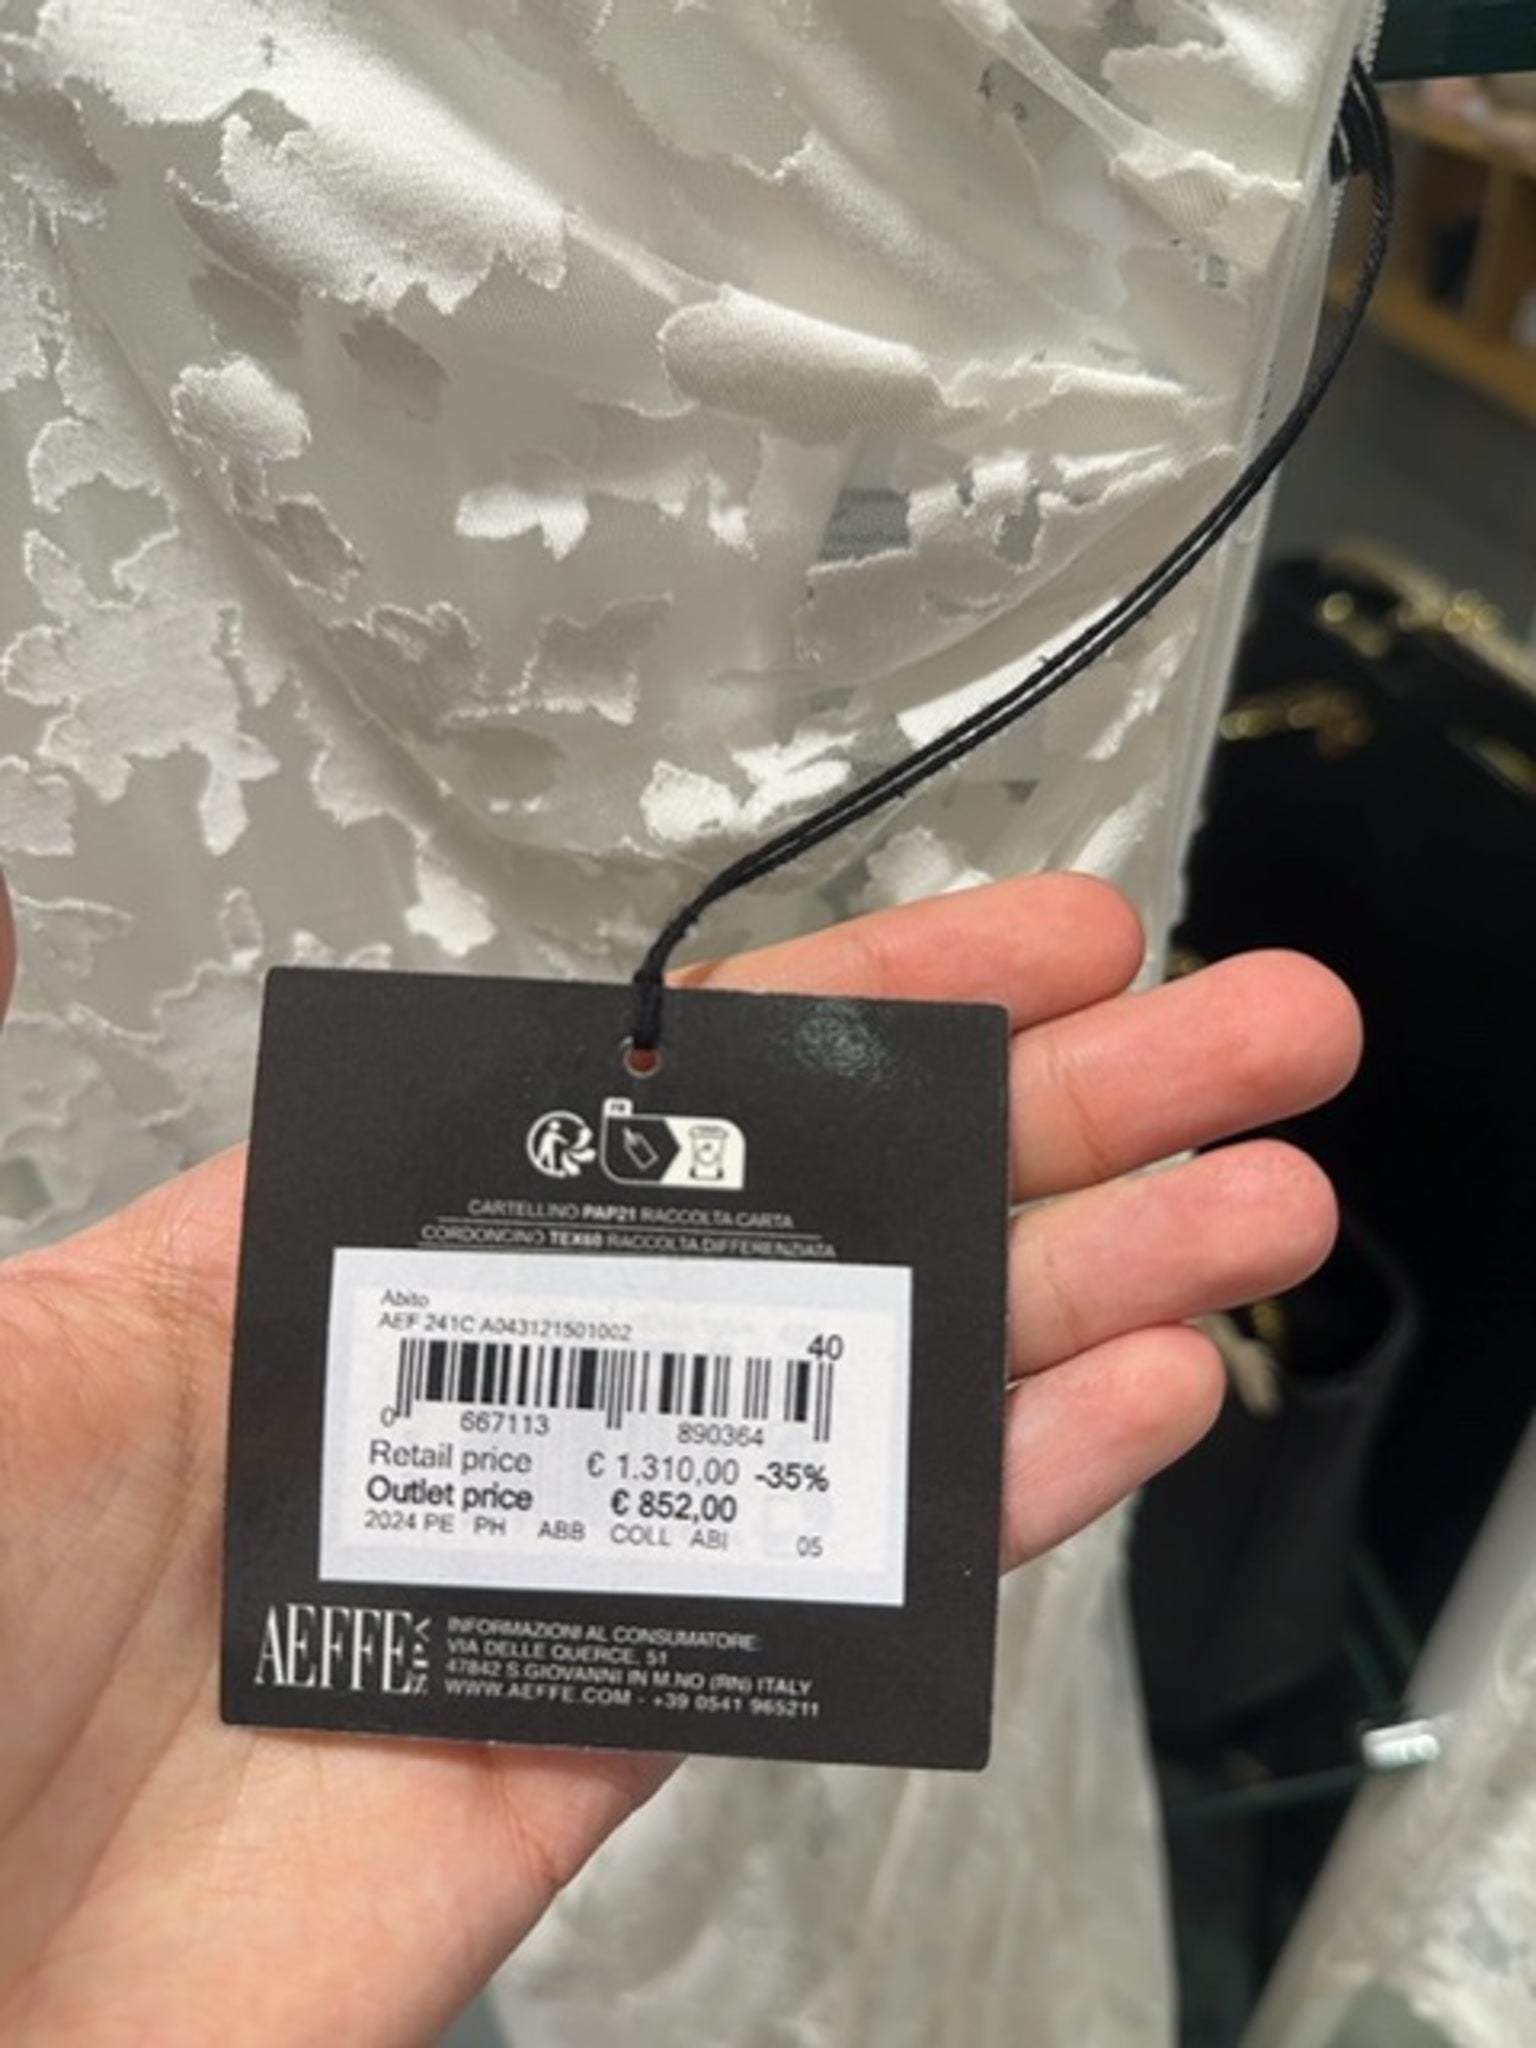 FR
CARTELLINO PAP21 RACCOLTA CARTA
CORDONCINO TEX60 RACCOLTA DIFFERENZIATA
Abito
AEF 241C A043121501002
40
0 667113 890364
Retail price € 1.310,00 -35%
Outlet price € 852,00
2024 PE PH ABB COLL ABI 05
AEFFE
INFORMAZIONI AL CONSUMATORE:
VIA DELLE QUERCE, 51
47842 S.GIOVANNI IN M.NO (RN) ITALY
WWW.AEFFE.COM - +39 0541 965211